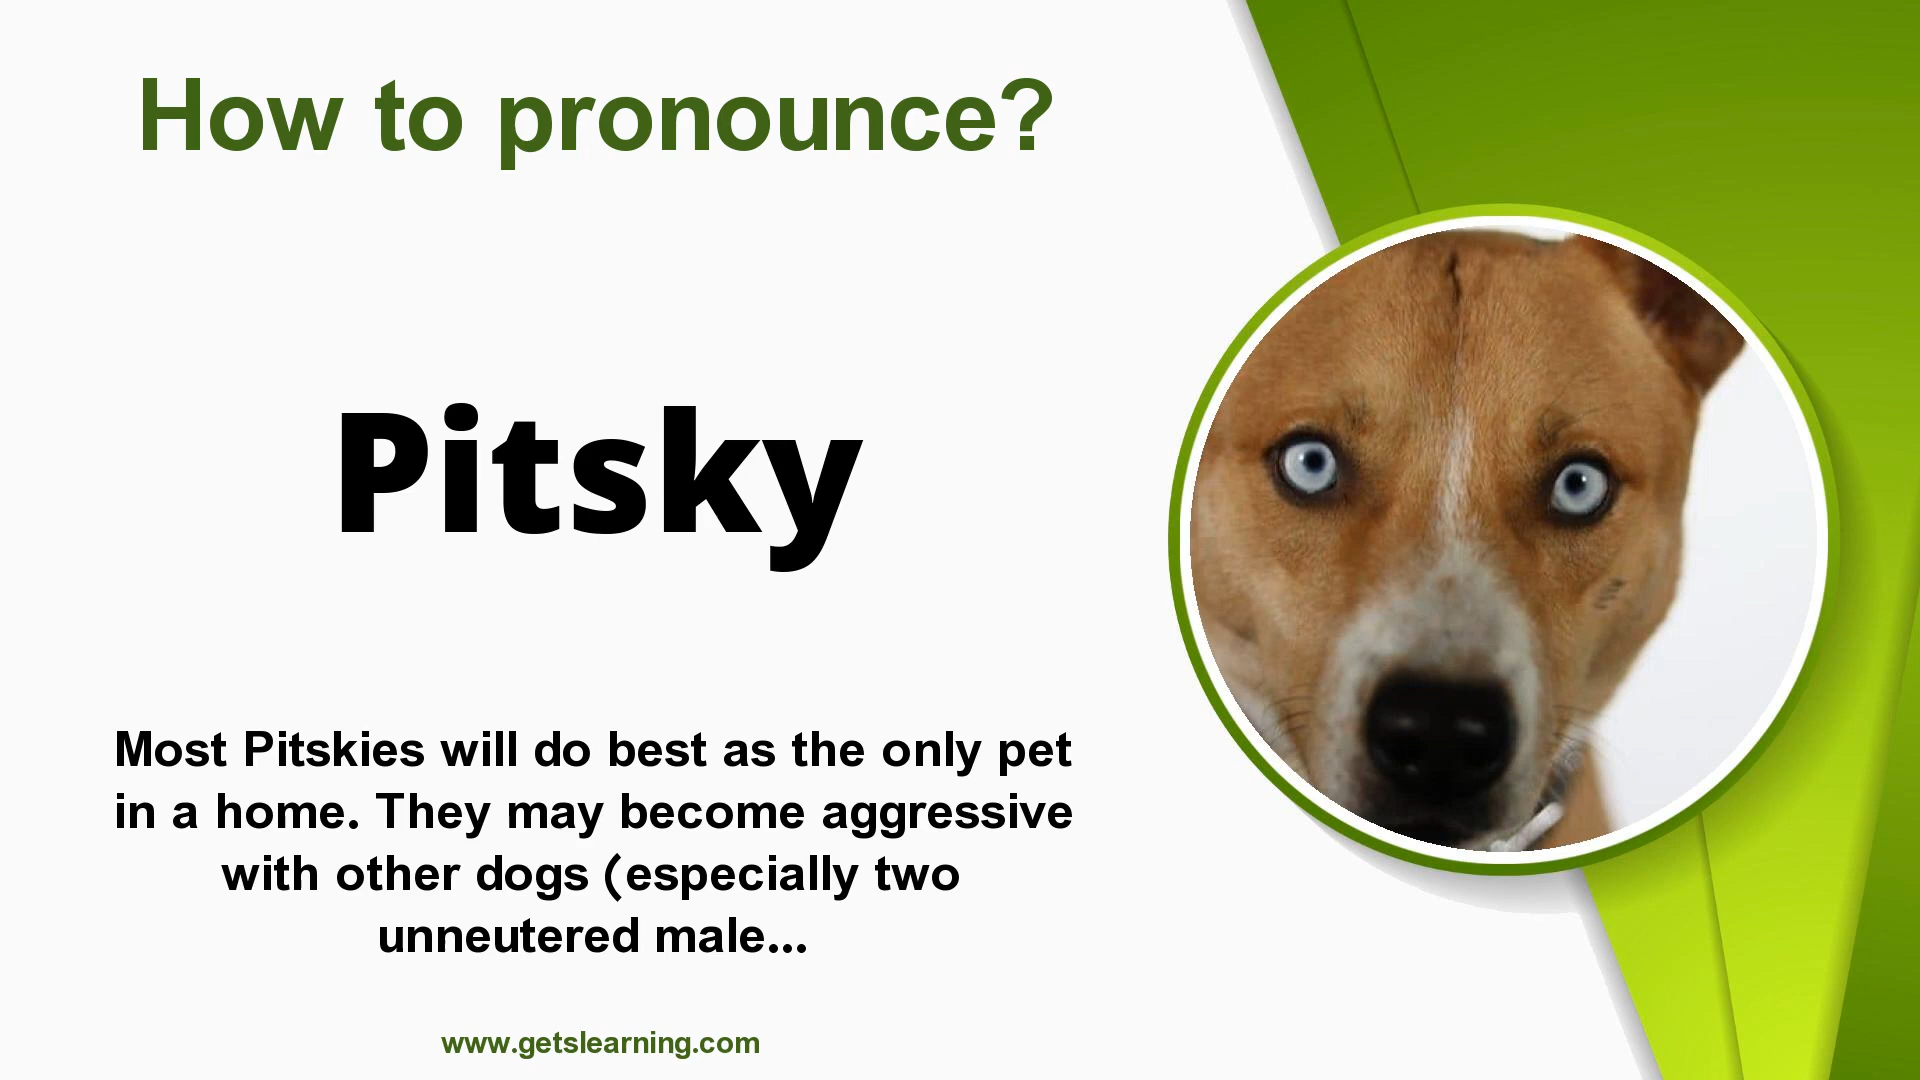 How to pronounce?
Pitsky
Most Pitskies will do best as the only pet
in a home. They may become aggressive
with other dogs (especially two
unneutered male...
www.getslearning.com